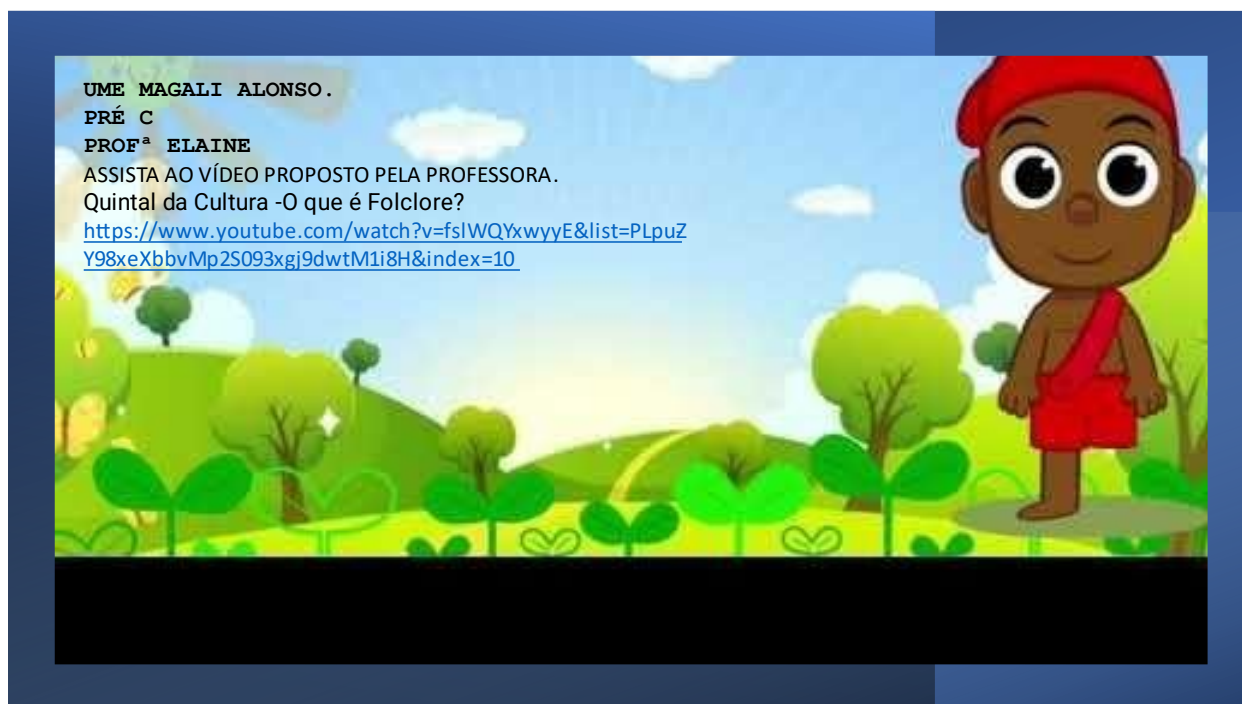 UME MAGALI ALONSO.
PRÉ C
PROFª ELAINE
ASSISTA AO VÍDEO PROPOSTO PELA PROFESSORA.
Quintal da Cultura -O que é Folclore?
https://www.youtube.com/watch?v=fslWQYxwyyE&list=PLpuZ
Y98xeXbbvMp2S093xgj9dwtM1i8H&index=10